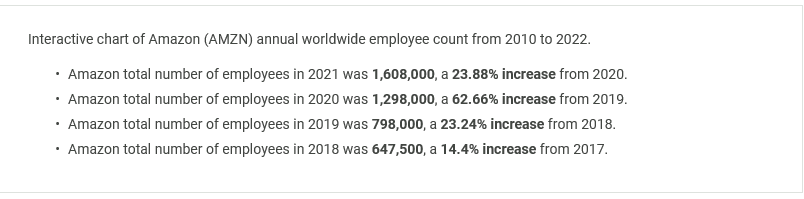 Interactive chart of Amazon (AMZN) annual worldwide employee count from 2010 to 2022.
• Amazon total number of employees in 2021 was 1,608,000, a 23.88% increase from 2020.
• Amazon total number of employees in 2020 was 1,298,000, a 62.66% increase from 2019.
• Amazon total number of employees in 2019 was 798,000, a 23.24% increase from 2018.
• Amazon total number of employees in 2018 was 647,500, a 14.4% increase from 2017.